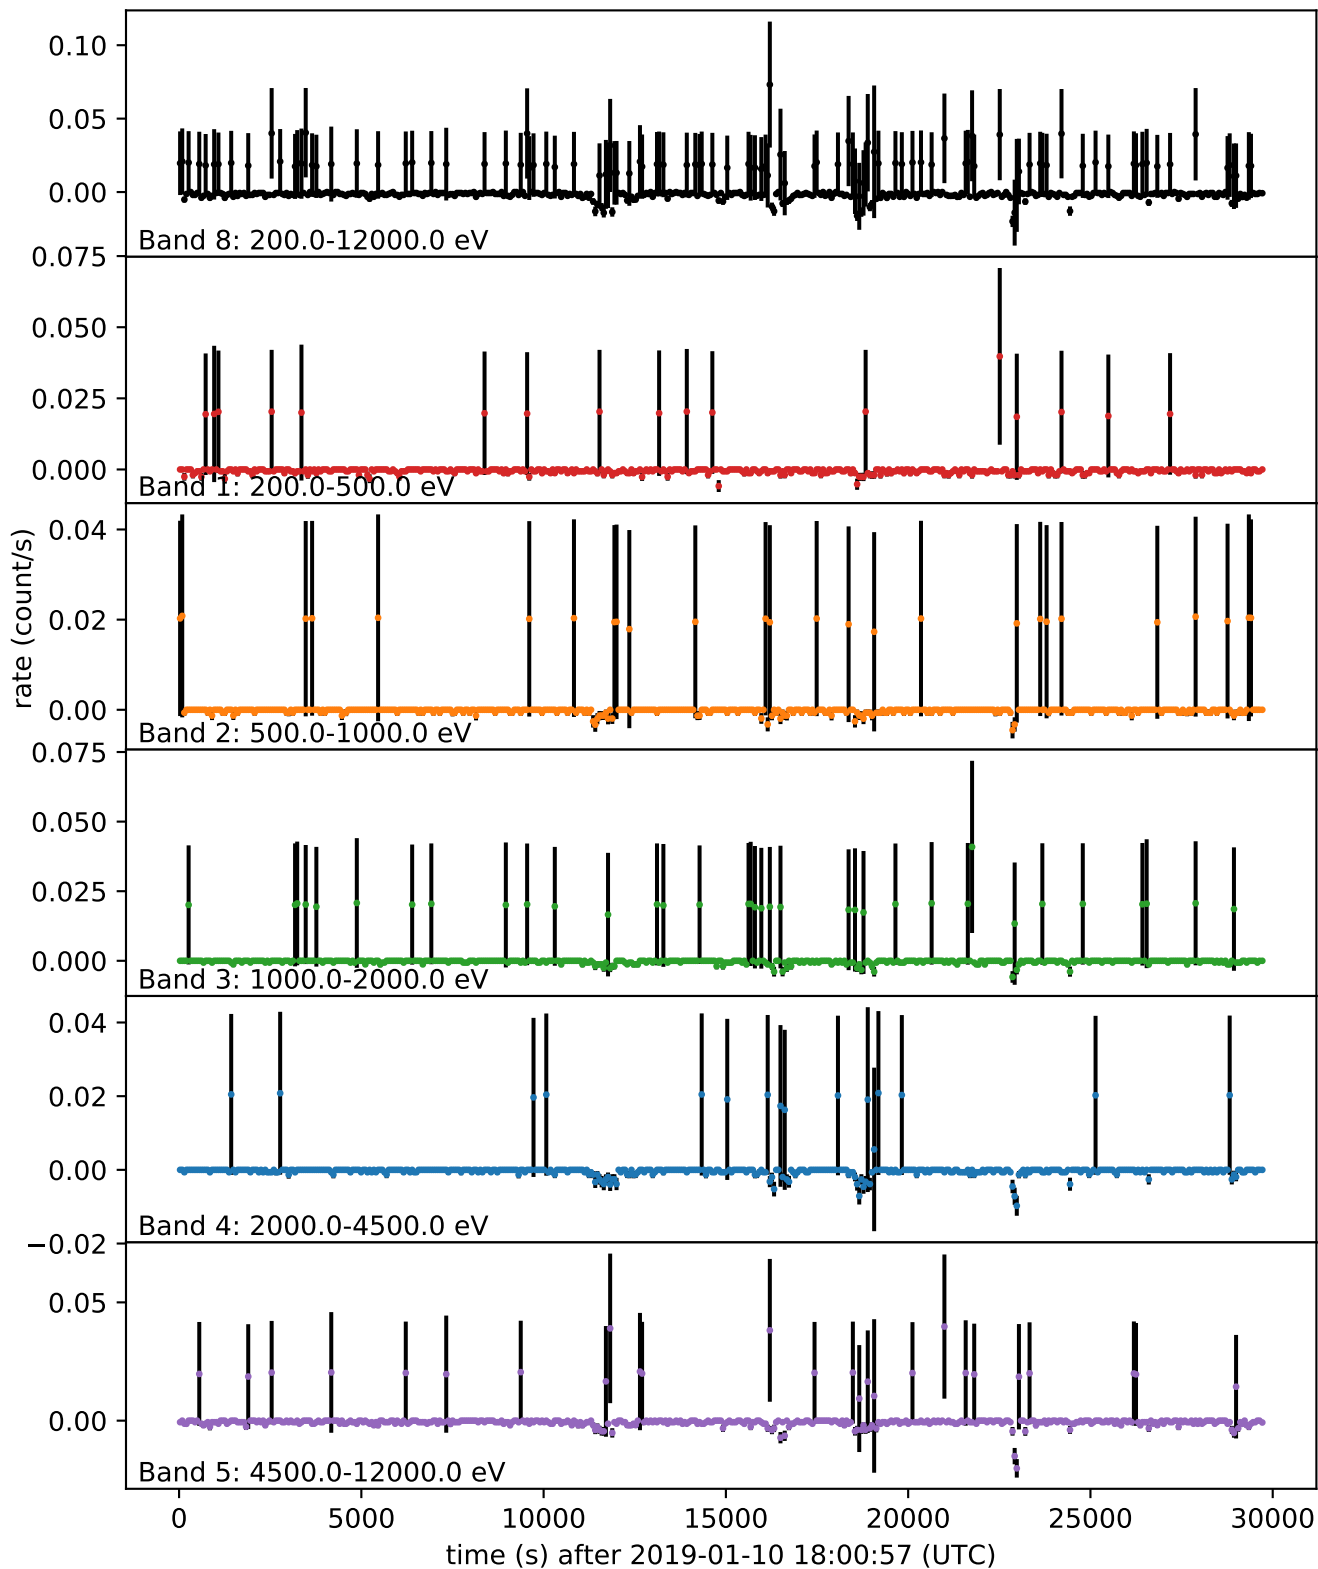 0.10
0.05
0.00
Band 8: 200.0-12000.0 eV
0.075
0.050
0.025
0.000
Band 1: 200.0-500.0 eV
rate (count/s)
0.04
0.02
0.00
Band 2: 500.0-1000.0 eV
0.075
0.050
0.025
0.000
Band 3: 1000.0-2000.0 eV
0.04
0.02
0.00
Band 4: 2000.0-4500.0 eV
−0.02
0.05
0.00
Band 5: 4500.0-12000.0 eV
0 5000 10000 15000 20000 25000 30000
time (s) after 2019-01-10 18:00:57 (UTC)